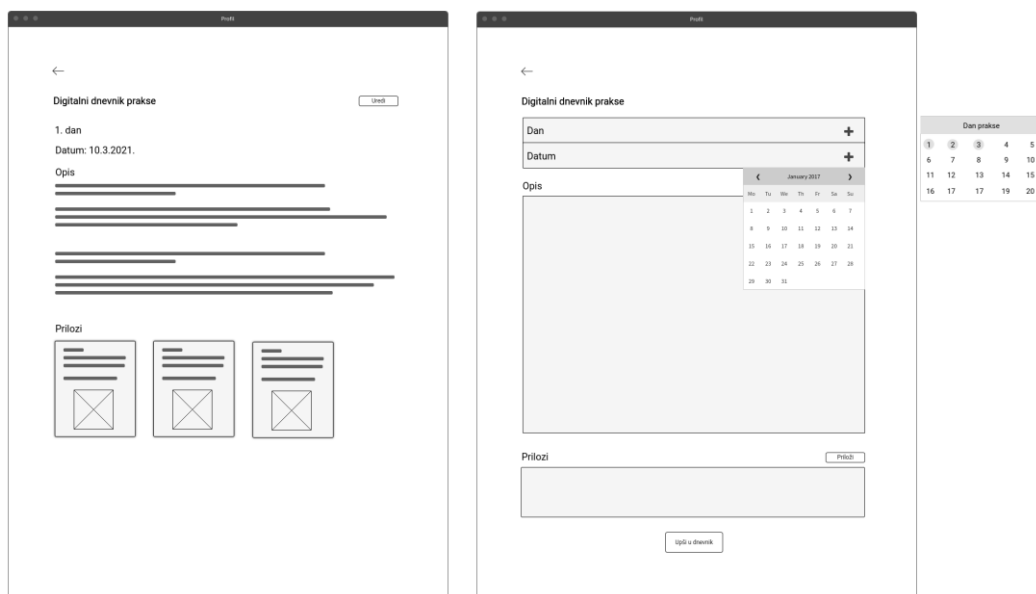 Profil
Digitalni dnevnik prakse
Uredi
1. dan
Datum: 10.3.2021.
Opis
Prilozi
Profil
Digitalni dnevnik prakse
Dan
Datum
January 2017
Mo Tu We Th Fr Sa Su
1 2 3 4 5 6 7
8 9 10 11 12 13 14
15 16 17 18 19 20 21
22 23 24 25 26 27 28
29 30 31
Opis
Prilozi
Priloži
Upiši u dnevnik
Dan prakse
1 2 3 4 5
6 7 8 9 10
11 12 13 14 15
16 17 17 19 20